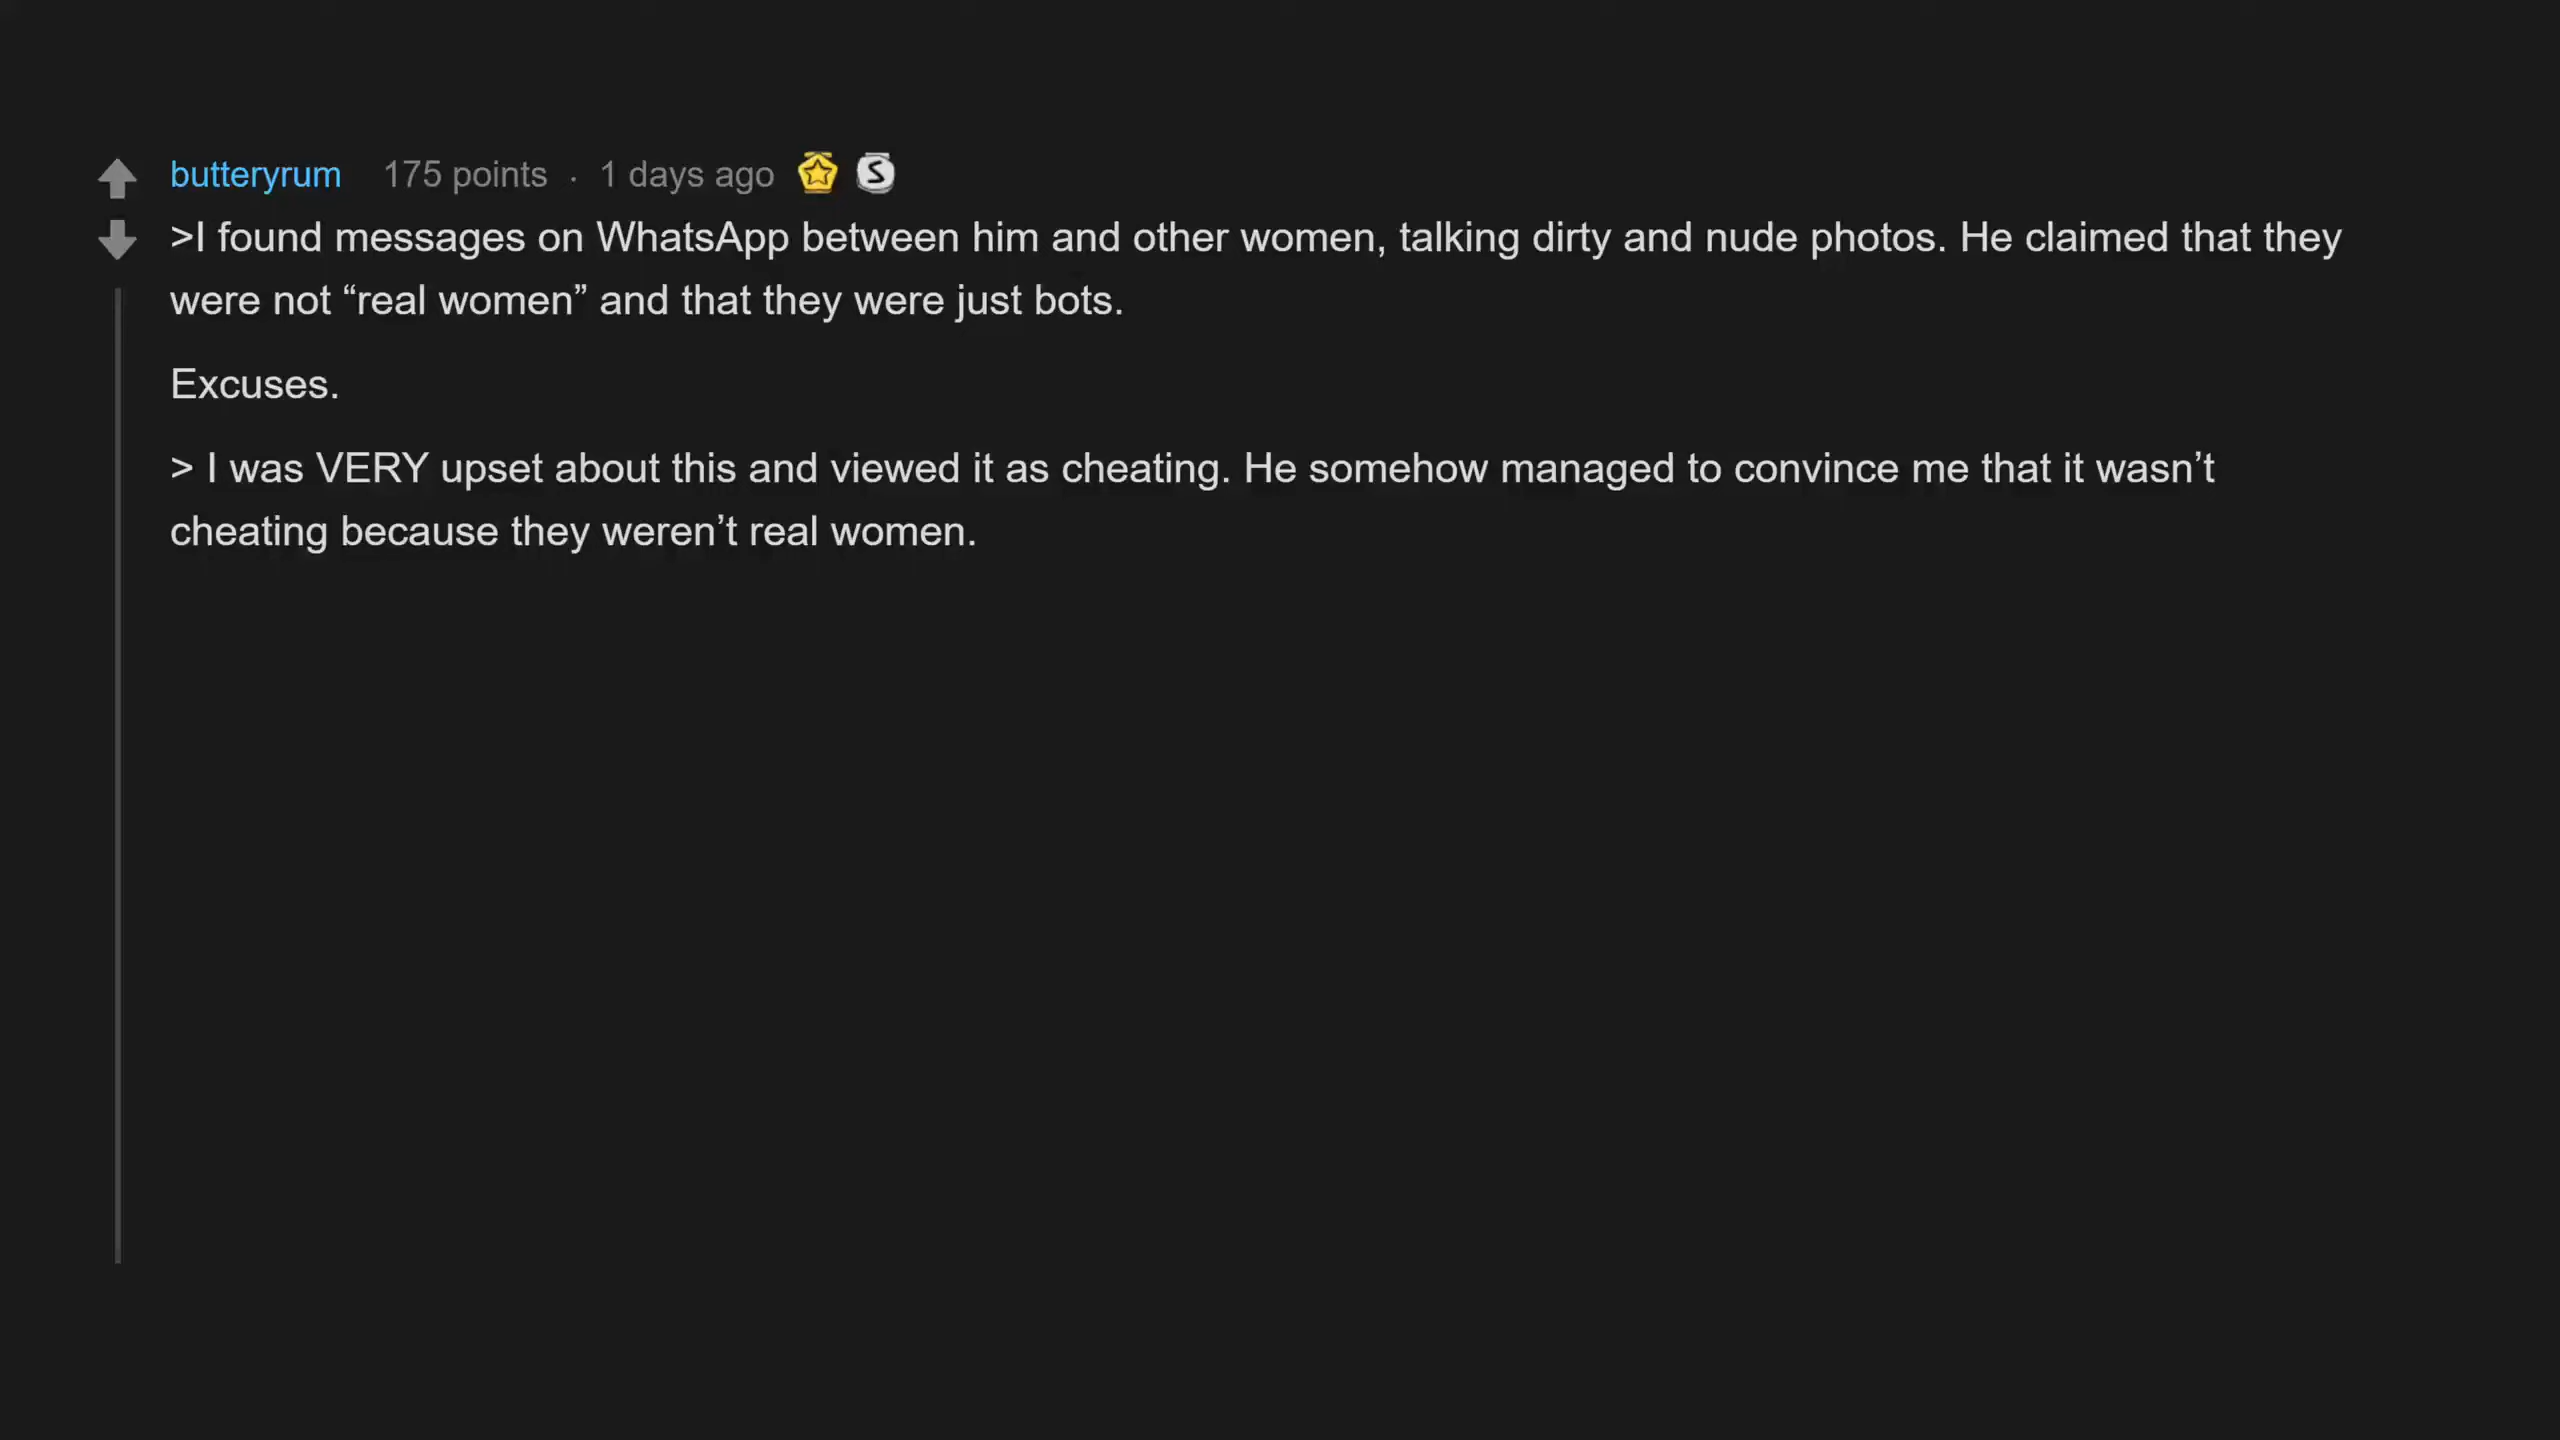 butteryrum 175 points · 1 days ago S
>I found messages on WhatsApp between him and other women, talking dirty and nude photos. He claimed that they
were not “real women” and that they were just bots.
Excuses.
> I was VERY upset about this and viewed it as cheating. He somehow managed to convince me that it wasn’t
cheating because they weren’t real women.